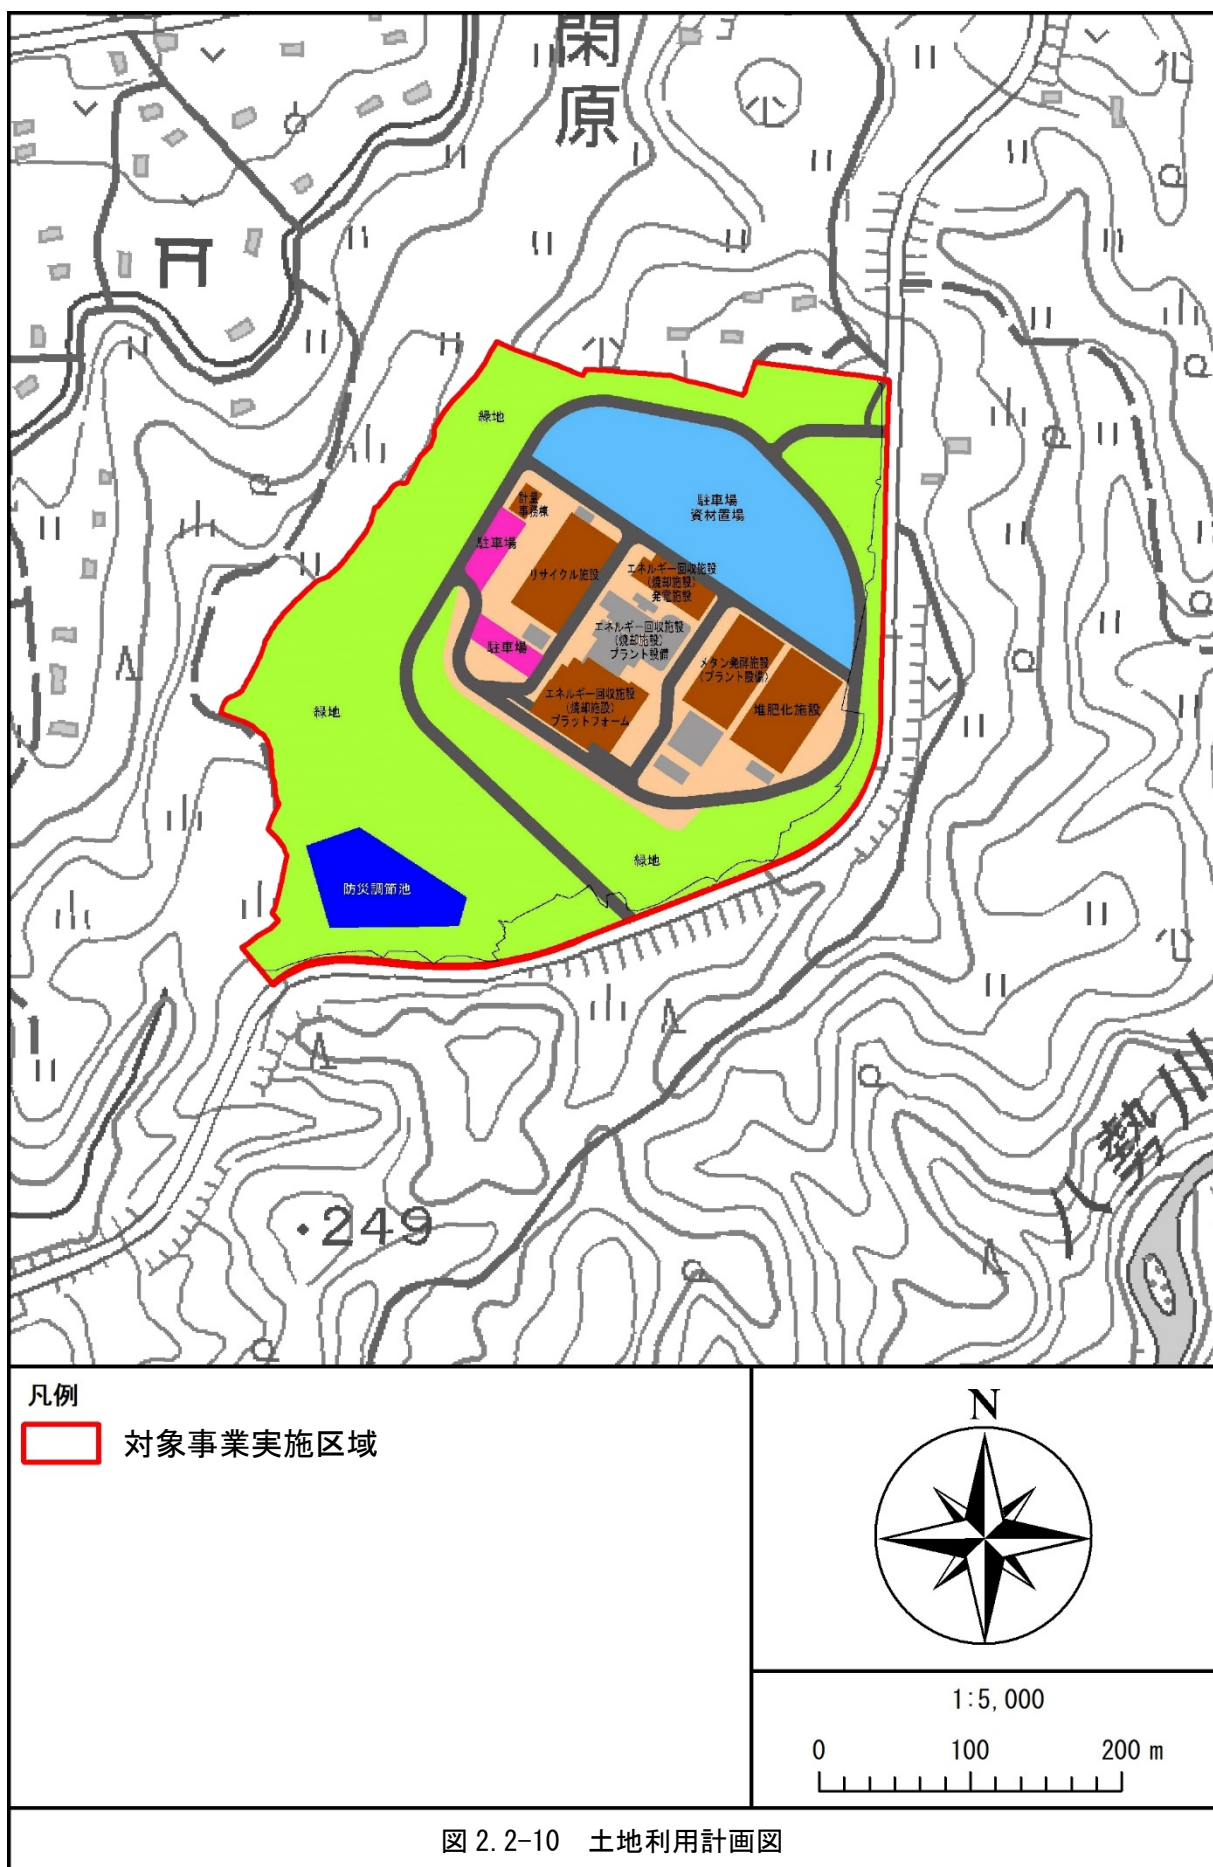 閑原
緑地
駐車場
資材置場
計量
事務棟
駐車場
リサイクル施設
エネルギー回収施設
(焼却施設)
発電施設
エネルギー回収施設
(焼却施設)
プラント設備
駐車場
メタン発酵施設
(プラント設備)
エネルギー回収施設
(焼却施設)
プラットフォーム
堆肥化施設
緑地
緑地
防災調節池
八勢川
249
凡例
対象事業実施区域
N
1:5,000
0 100 200 m
図 2.2-10 土地利用計画図